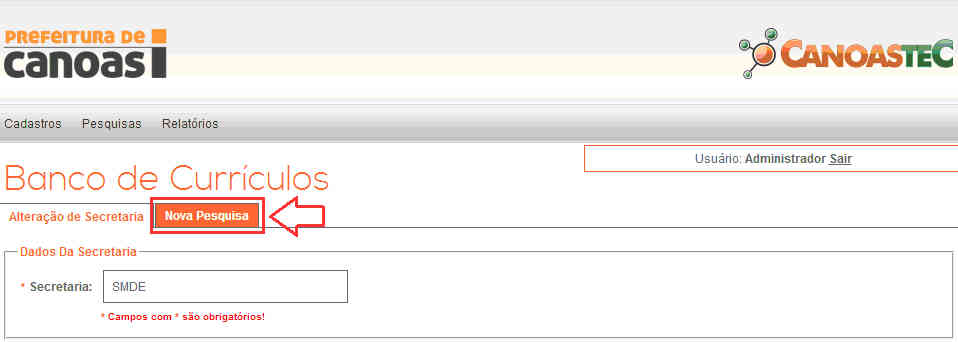 PREFEITURA DE
canoas
CANOASTEC
Cadastros Pesquisas Relatórios
Usuário: Administrador Sair
Banco de Currículos
Alteração de Secretaria Nova Pesquisa
Dados Da Secretaria
* Secretaria: SMDE
* Campos com * são obrigatórios!